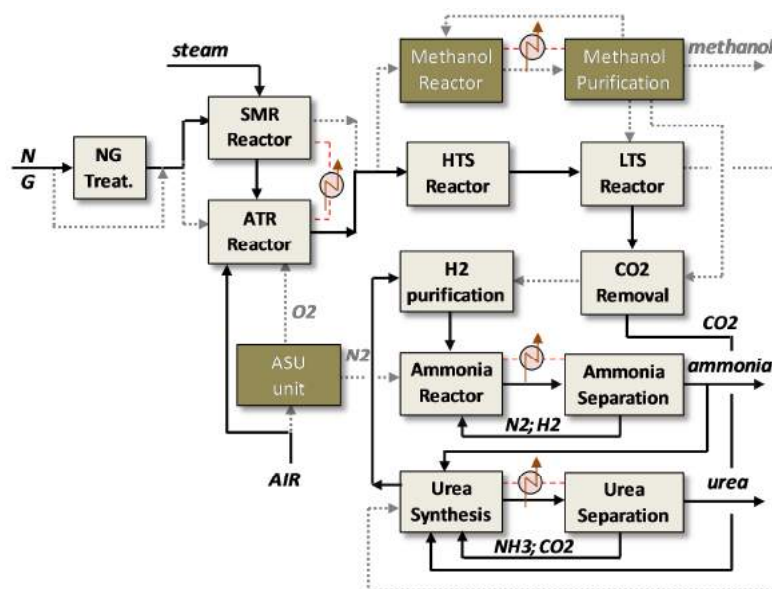 steam
Methanol
Reactor
Methanol
Purification
methanol
SMR
Reactor
N
G
NG
Treat.
HTS
Reactor
LTS
Reactor
ATR
Reactor
H2
purification
CO2
Removal
O2
CO2
ASU
unit
N2
Ammonia
Reactor
Ammonia
Separation
ammonia
N2; H2
AIR
Urea
Synthesis
Urea
Separation
urea
NH3; CO2